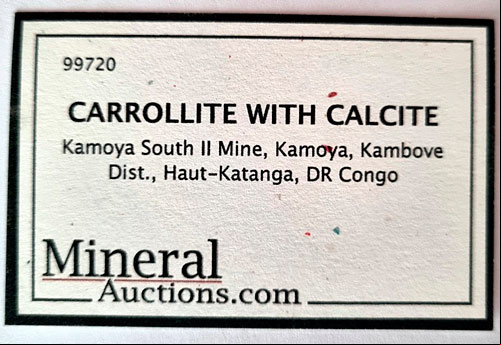 99720
CARROLLITE WITH CALCITE
Kamoya South II Mine, Kamoya, Kambove
Dist., Haut-Katanga, DR Congo
Mineral
Auctions.com